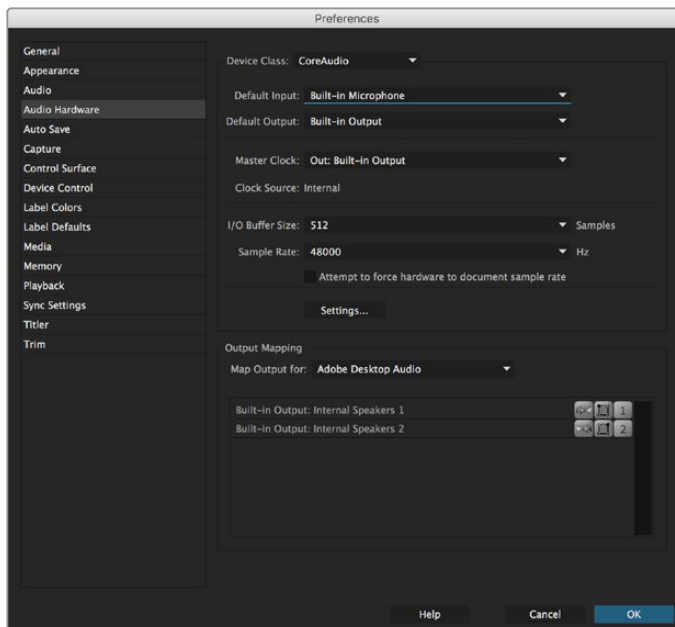 Preferences
General
Appearance
Audio
Audio Hardware
Auto Save
Capture
Control Surface
Device Control
Label Colors
Label Defaults
Media
Memory
Playback
Sync Settings
Titler
Trim
Device Class: CoreAudio
Default Input: Built-in Microphone
Default Output: Built-in Output
Master Clock: Out: Built-in Output
Clock Source: Internal
I/O Buffer Size: 512 Samples
Sample Rate: 48000 Hz
Attempt to force hardware to document sample rate
Settings...
Output Mapping
Map Output for: Adobe Desktop Audio
Built-in Output: Internal Speakers 1 1
Built-in Output: Internal Speakers 2 2
Help Cancel OK